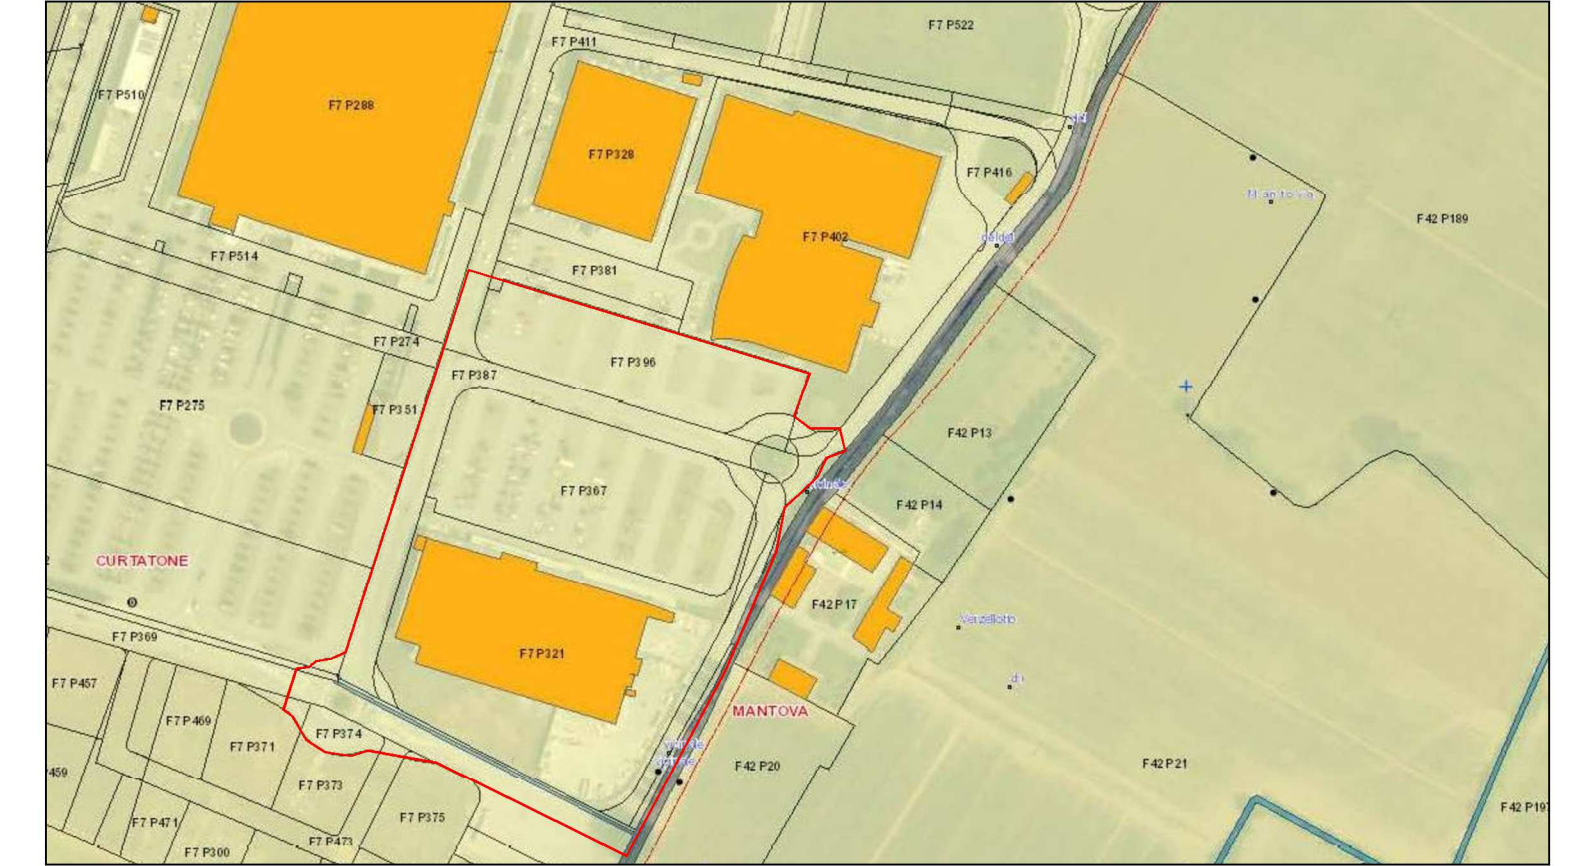 F7 P522
F7 P411
F7 P510
F7 P288
F7 P328
F7 P416
F42 P189
F7 P402
F7 P514
F7 P381
F7 P274
F7 P396
F7 P387
F7 P275
F7 P351
F42 P13
F7 P367
F42 P14
CURTATONE
F42 P17
F7 P369
F7 P321
F7 P457
MANTOVA
F7 P469
F7 P374
F7 P371
F42 P20
F42 P21
P459
F7 P373
F42 P197
F7 P375
F7 P471
F7 P473
F7 P300